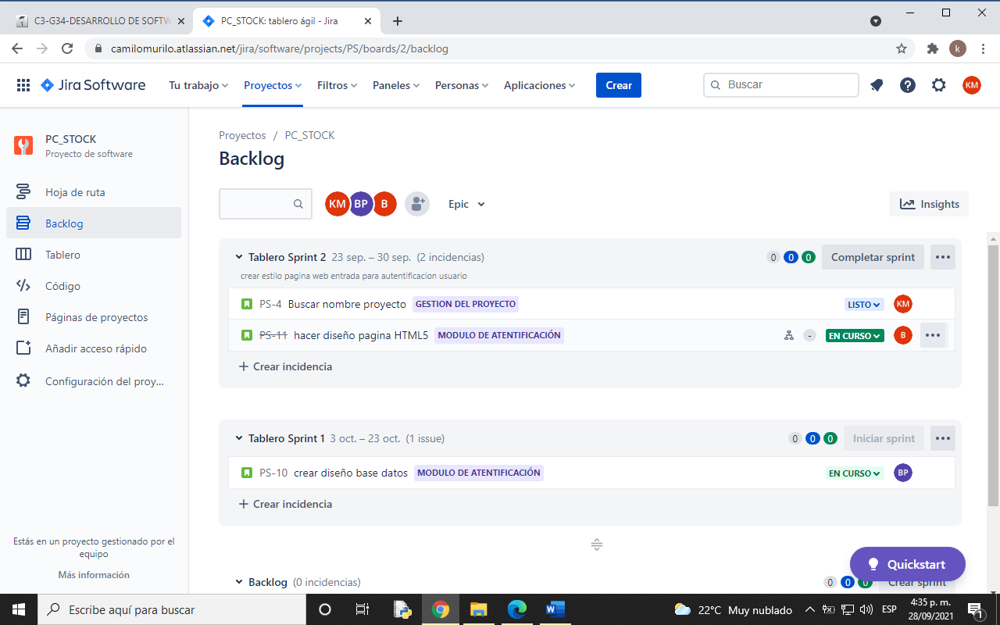 C3-G34-DESARROLLO DE SOFTW
PC_STOCK: tablero ágil - Jira
camilomurilo.atlassian.net/jira/software/projects/PS/boards/2/backlog
k
Jira Software
Tu trabajo
Proyectos
Filtros
Paneles
Personas
Aplicaciones
Crear
Buscar
KM
PC_STOCK
Proyecto de software
Hoja de ruta
Backlog
Tablero
Código
Páginas de proyectos
Añadir acceso rápido
Configuración del proy...
Estás en un proyecto gestionado por el
equipo
Más información
Proyectos / PC_STOCK
Backlog
KM BP B
Epic
Insights
Tablero Sprint 2 23 sep. – 30 sep. (2 incidencias) 0 0 0 Completar sprint
crear estilo pagina web entrada para autentificacion usuario
PS-4 Buscar nombre proyecto GESTION DEL PROYECTO LISTO KM
PS-11 hacer diseño pagina HTML5 MODULO DE ATENTIFICACIÓN - EN CURSO B
+ Crear incidencia
Tablero Sprint 1 3 oct. – 23 oct. (1 issue) 0 0 0 Iniciar sprint
PS-10 crear diseño base datos MODULO DE ATENTIFICACIÓN EN CURSO BP
+ Crear incidencia
Quickstart
Backlog (0 incidencias) 0 0 0 Crear sprint
Escribe aquí para buscar
22°C Muy nublado
ESP
4:35 p. m.
28/09/2021
1